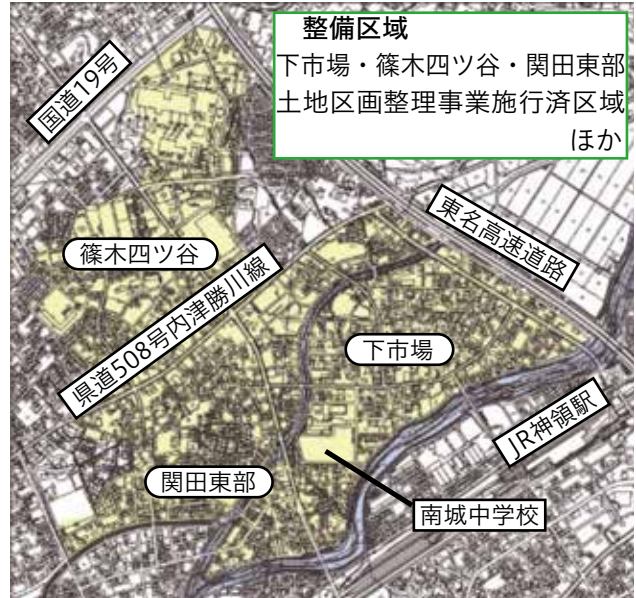 整備区域
下市場・篠木四ツ谷・関田東部
土地区画整理事業施行済区域
ほか
国道19号
東名高速道路
篠木四ツ谷
県道508号内津勝川線
下市場
JR神領駅
関田東部
南城中学校